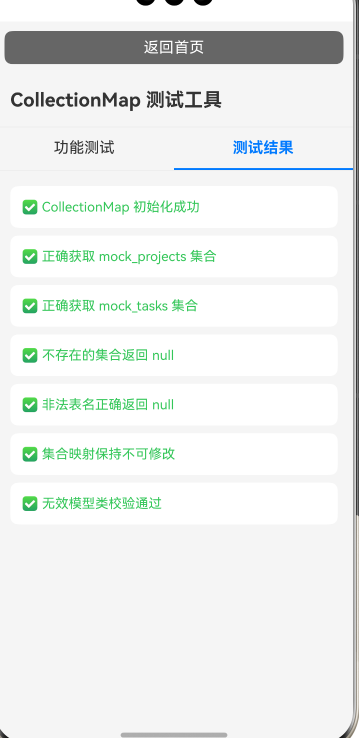 返回首页
CollectionMap 测试工具
功能测试
测试结果
✅ CollectionMap 初始化成功
✅ 正确获取 mock_projects 集合
✅ 正确获取 mock_tasks 集合
✅ 不存在的集合返回 null
✅ 非法表名正确返回 null
✅ 集合映射保持不可修改
✅ 无效模型类校验通过